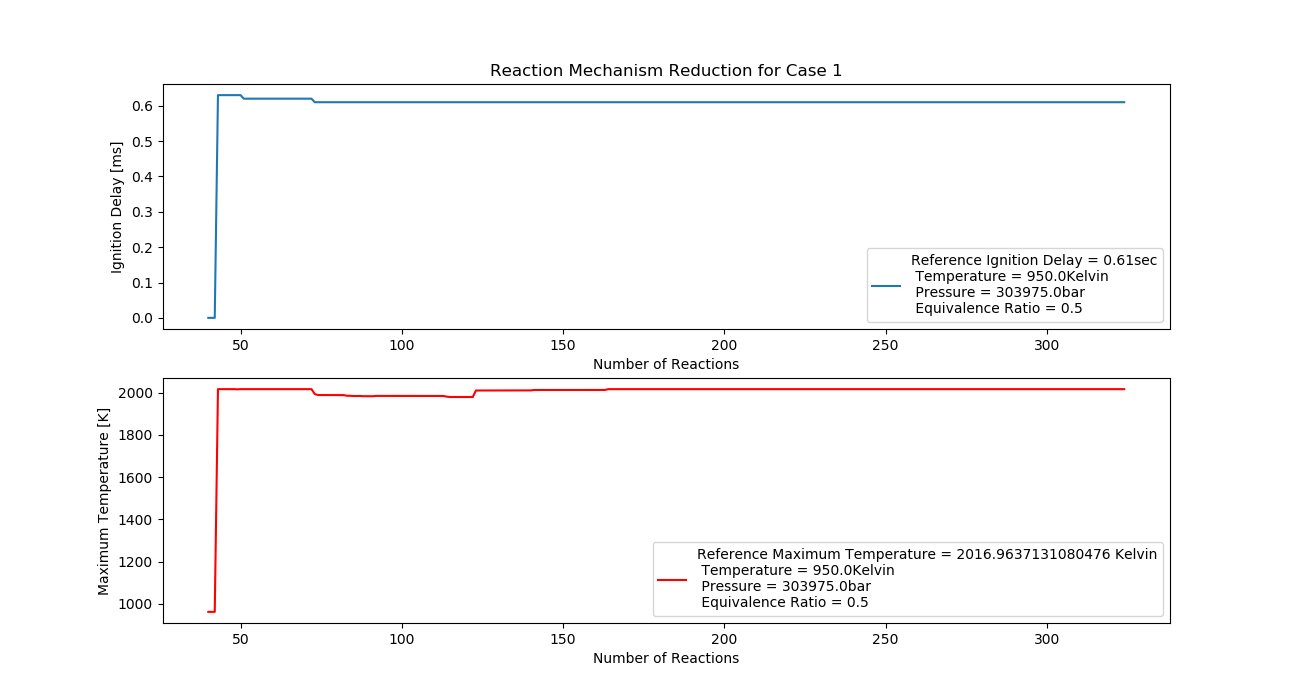 Reaction Mechanism Reduction for Case 1
Ignition Delay [ms]
0.6
0.5
0.4
0.3
0.2
0.1
0.0
Reference Ignition Delay = 0.61sec
Temperature = 950.0Kelvin
Pressure = 303975.0bar
Equivalence Ratio = 0.5
50 100 150 200 250 300
Number of Reactions
Maximum Temperature [K]
2000
1800
1600
1400
1200
1000
Reference Maximum Temperature = 2016.9637131080476 Kelvin
Temperature = 950.0Kelvin
Pressure = 303975.0bar
Equivalence Ratio = 0.5
50 100 150 200 250 300
Number of Reactions